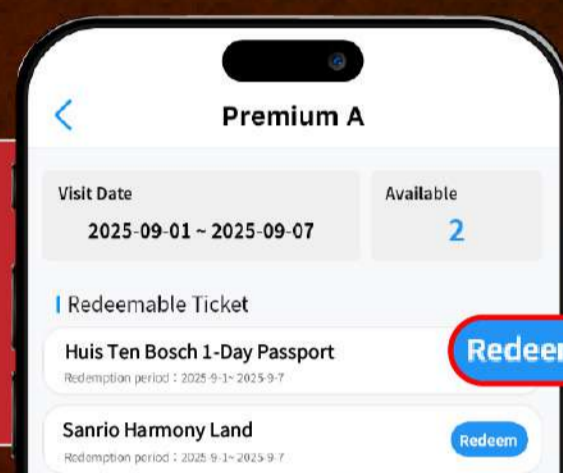 Premium A
Visit Date
Available
2025-09-01 ~ 2025-09-07
2
Redeemable Ticket
Huis Ten Bosch 1-Day Passport
Redeem
Redemption period : 2025-9-1~ 2025-9-7
Sanrio Harmony Land
Redeem
Redemption period : 2025-9-1~ 2025-9-7